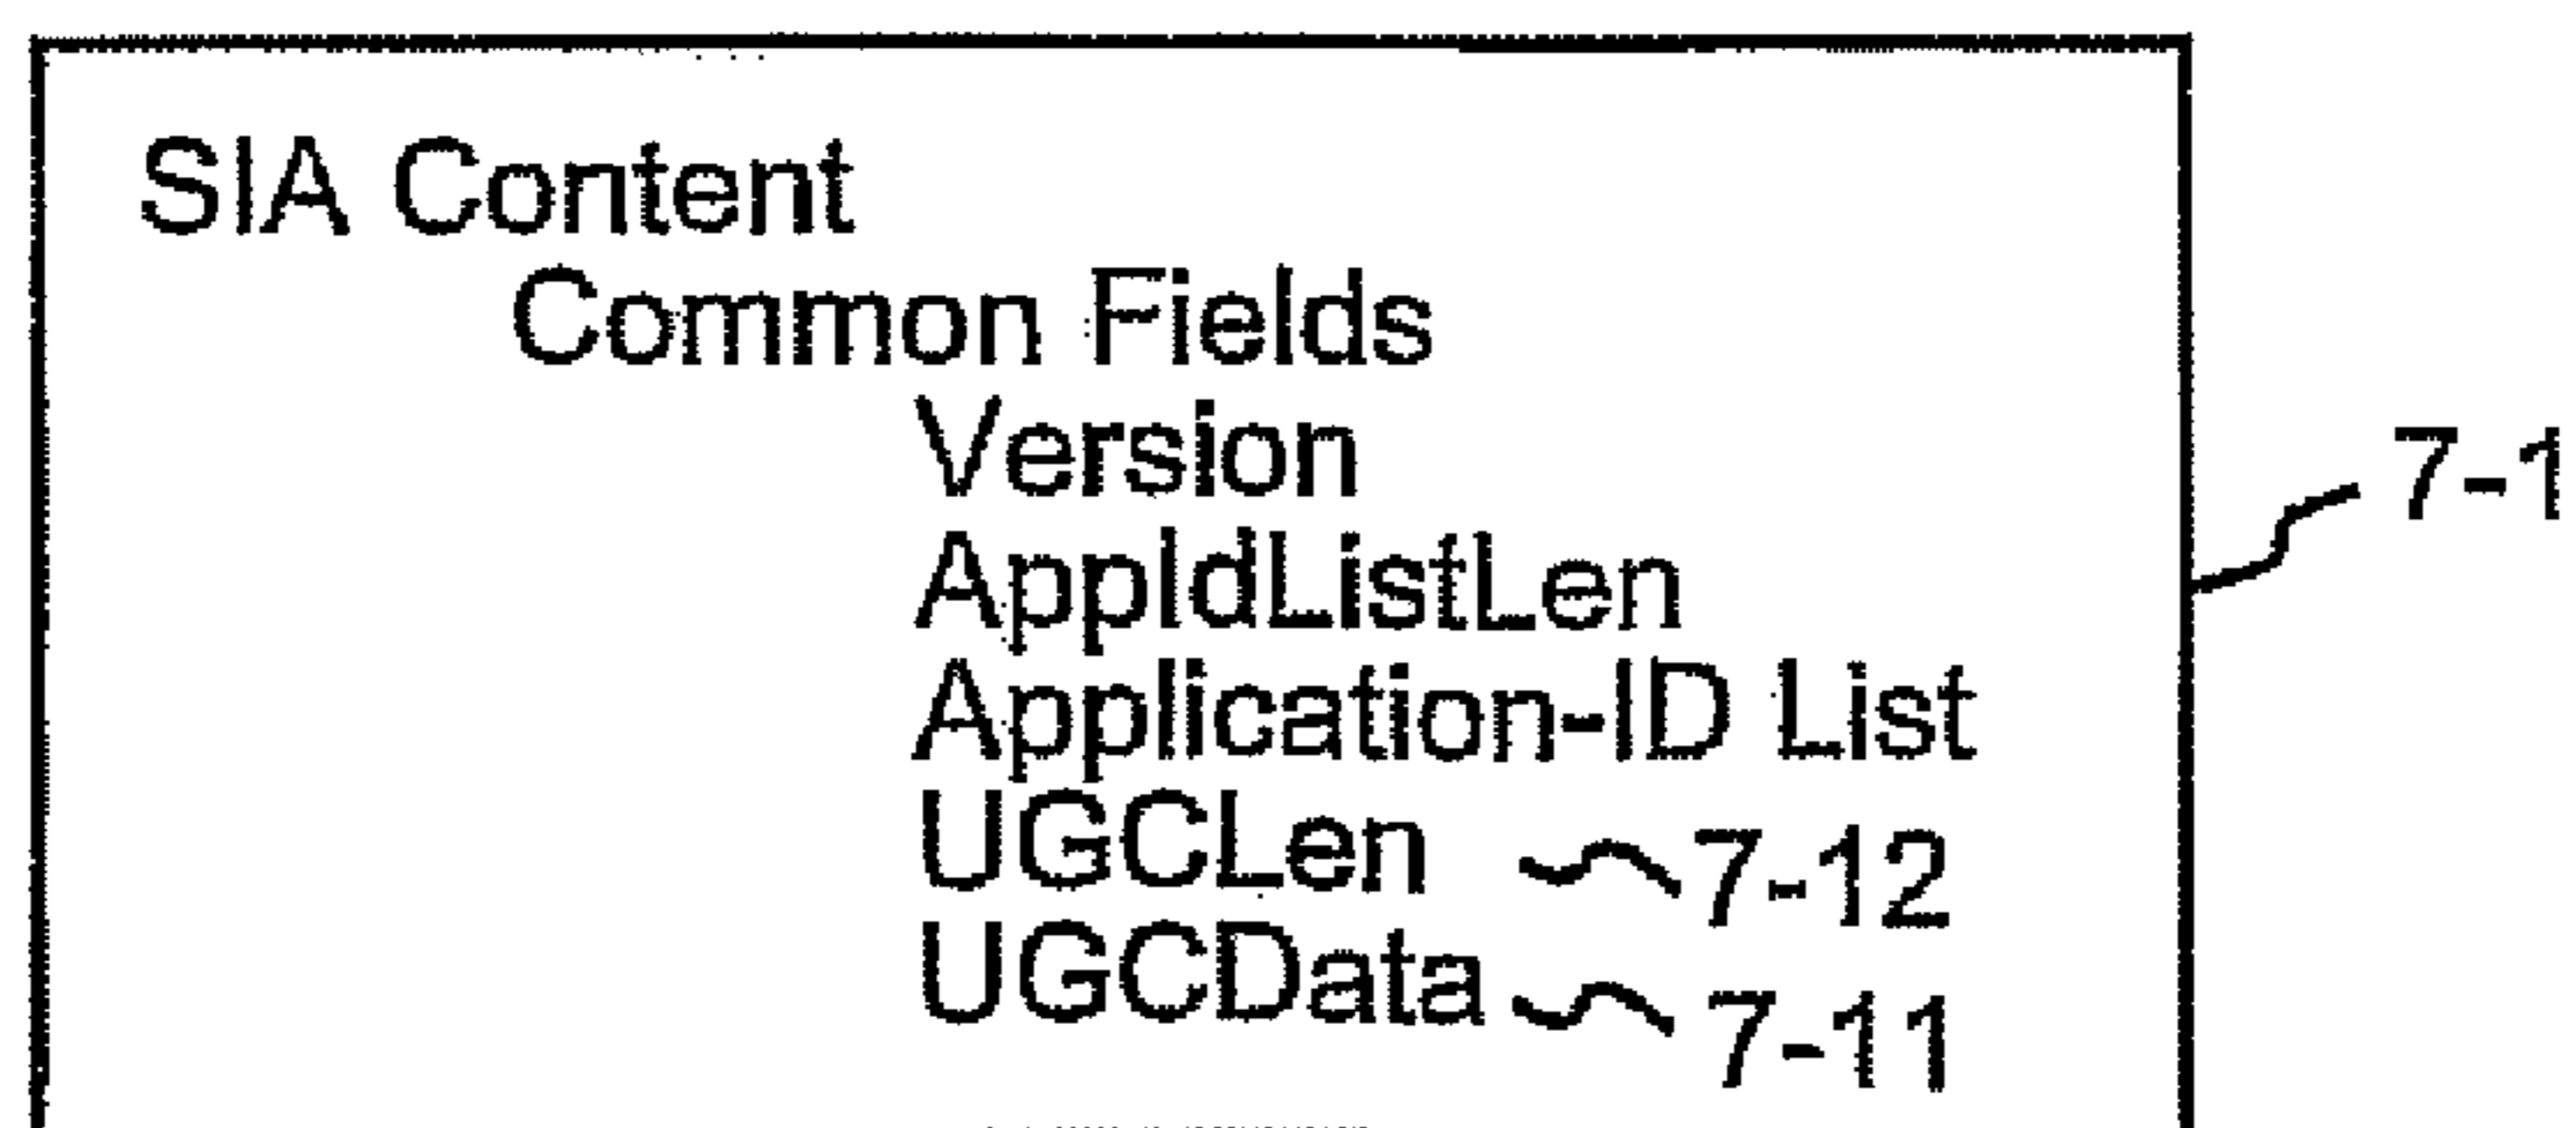 SIA Content
Common Fields
Version
AppIdListLen
7-1
Application-ID List
UGCLen 7-12
UGCData 7-11